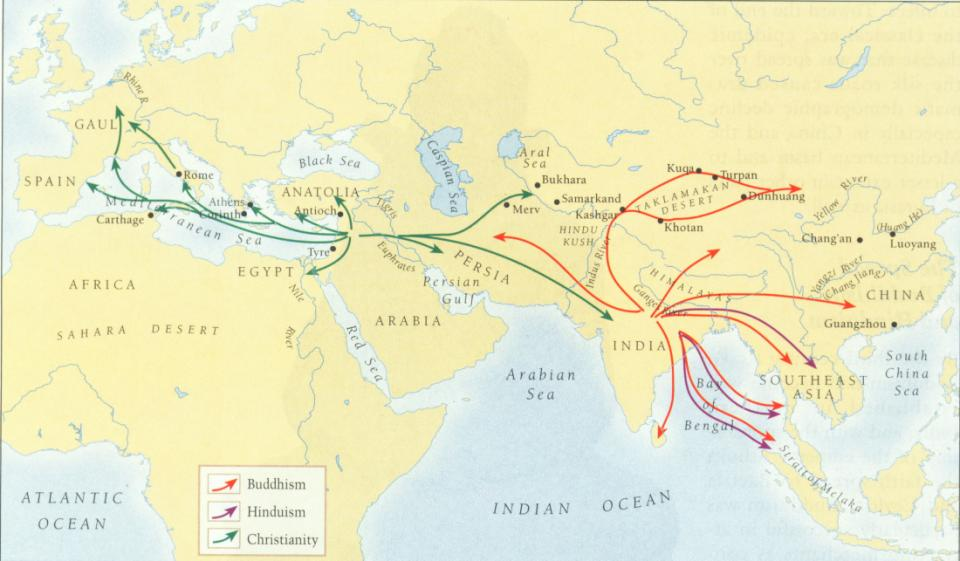 Rhine R.
GAUL
SPAIN
Rome
Black Sea
Caspian Sea
Aral
Sea
Bukhara
Samarkand
Merv
Kashgar
Kuqa
Turpan
TAKLAMAKAN
DESERT
Dunhuang
Khotan
Yellow River
(Huang He)
Chang'an
Luoyang
Mediterranean Sea
Carthage
Athens
Corinth
ANATOLIA
Antioch
Tigris
Tyre
Euphrates
PERSIA
HINDU
KUSH
Indus River
HIMALAYAS
Ganges River
Yangzi River
(Chang Jiang)
CHINA
Guangzhou
EGYPT
Nile
River
Persian
Gulf
AFRICA
ARABIA
SAHARA DESERT
Red Sea
INDIA
Arabian
Sea
Bay
of
Bengal
SOUTHEAST
ASIA
South
China
Sea
Strait of Melaka
ATLANTIC
OCEAN
INDIAN OCEAN
Buddhism
Hinduism
Christianity